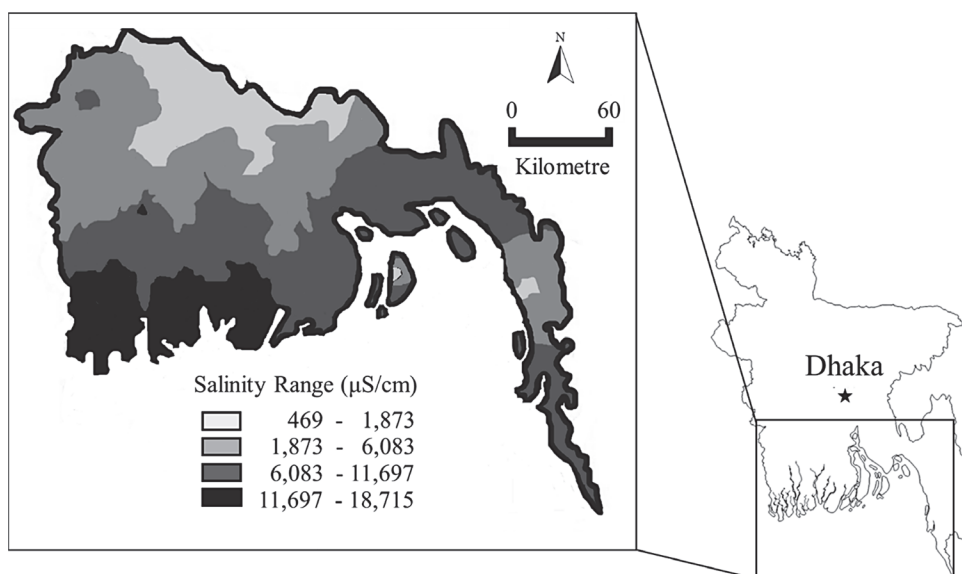 N
0 60
Kilometre
Dhaka
Salinity Range (µS/cm)
469 - 1,873
1,873 - 6,083
6,083 - 11,697
11,697 - 18,715